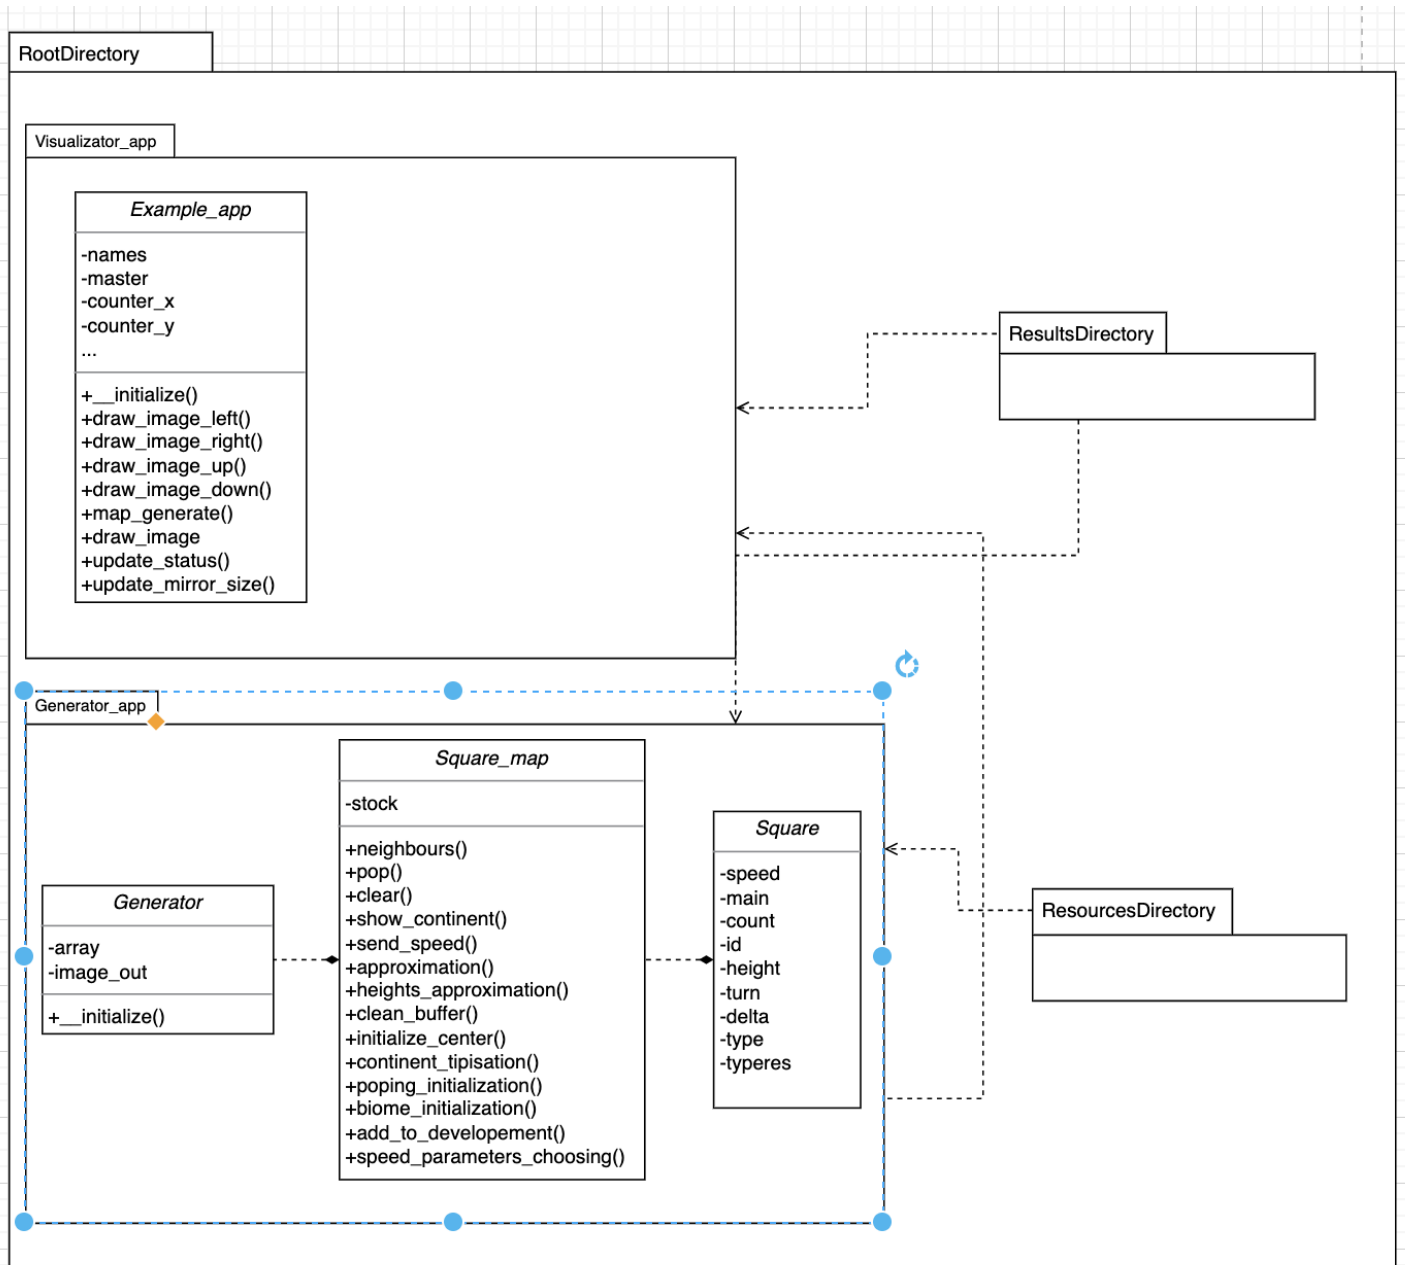 RootDirectory
Visualizator_app
Example_app
-names
-master
-counter_x
-counter_y
...
+__initialize()
+draw_image_left()
+draw_image_right()
+draw_image_up()
+draw_image_down()
+map_generate()
+draw_image
+update_status()
+update_mirror_size()
ResultsDirectory
Generator_app
Generator
-array
-image_out
+__initialize()
Square_map
-stock
+neighbours()
+pop()
+clear()
+show_continent()
+send_speed()
+approximation()
+heights_approximation()
+clean_buffer()
+initialize_center()
+continent_tipisation()
+poping_initialization()
+biome_initialization()
+add_to_developement()
+speed_parameters_choosing()
Square
-speed
-main
-count
-id
-height
-turn
-delta
-type
-typeres
ResourcesDirectory